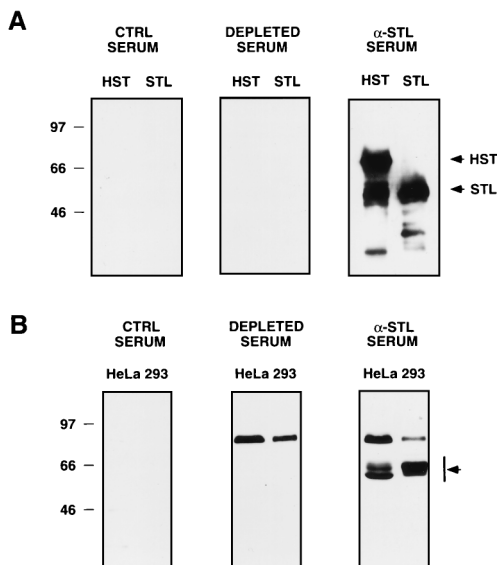 A
CTRL SERUM
DEPLETED SERUM
α-STL SERUM
HST STL
HST STL
HST STL
97
66
46
HST
STL
B
CTRL SERUM
DEPLETED SERUM
α-STL SERUM
HeLa 293
HeLa 293
HeLa 293
97
66
46